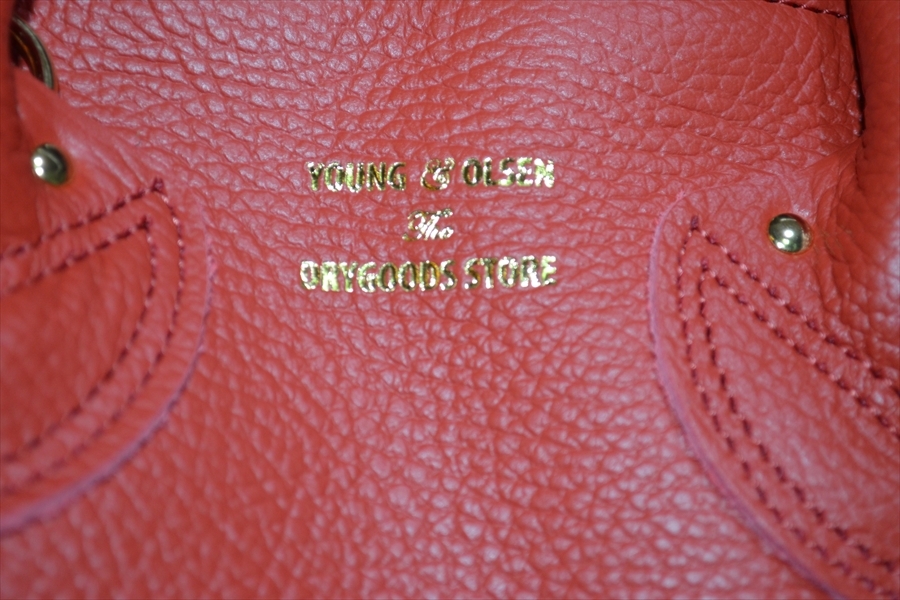 YOUNG & OLSEN
The
DRYGOODS STORE